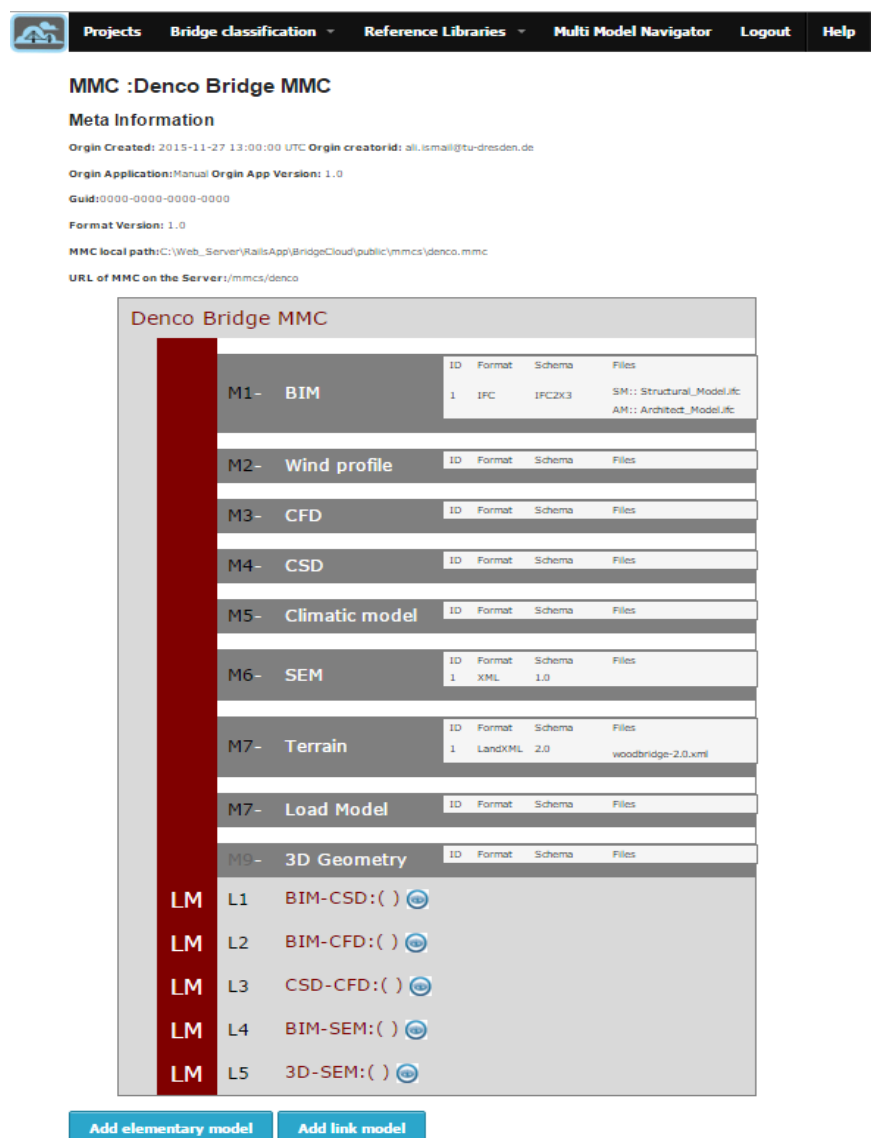 Projects Bridge classification Reference Libraries Multi Model Navigator Logout Help
MMC :Denco Bridge MMC
Meta Information
Orgin Created: 2015-11-27 13:00:00 UTC Orgin creatorid: ali.ismail@tu-dresden.de
Orgin Application:Manual Orgin App Version: 1.0
Guid:0000-0000-0000-0000
Format Version: 1.0
MMC local path:C:\Web_Server\RailsApp\BridgeCloud\public\mmcs\denco.mmc
URL of MMC on the Server:/mmcs/denco
Denco Bridge MMC
M1- BIM
ID Format Schema Files
1 IFC IFC2X3 SM:: Structural_Model.ifc
AM:: Architect_Model.ifc
M2- Wind profile ID Format Schema Files
M3- CFD ID Format Schema Files
M4- CSD ID Format Schema Files
M5- Climatic model ID Format Schema Files
M6- SEM
ID Format Schema Files
1 XML 1.0
M7- Terrain
ID Format Schema Files
1 LandXML 2.0 woodbridge-2.0.xml
M7- Load Model ID Format Schema Files
M9- 3D Geometry ID Format Schema Files
LM L1 BIM-CSD:( )
LM L2 BIM-CFD:( )
LM L3 CSD-CFD:( )
LM L4 BIM-SEM:( )
LM L5 3D-SEM:( )
Add elementary model Add link model